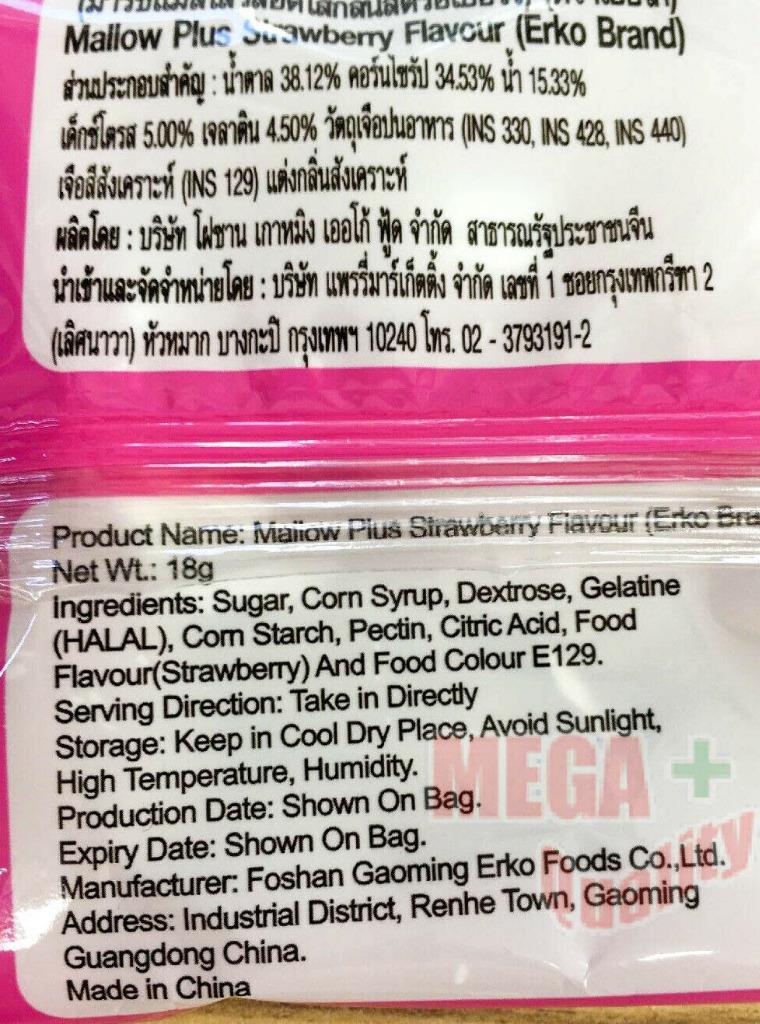 Mallow Plus Strawberry Flavour (Erko Brand)
ส่วนประกอบสำคัญ : น้ำตาล 38.12% คอร์นไซรัป 34.53% น้ำ 15.33%
เด็กซ์โตรส 5.00% เจลาติน 4.50% วัตถุเจือปนอาหาร (INS 330, INS 428, INS 440)
เจือสีสังเคราะห์ (INS 129) แต่งกลิ่นสังเคราะห์
ผลิตโดย : บริษัท โฝซาน เกาหมิง เออโก้ ฟู้ด จำกัด สาธารณรัฐประชาชนจีน
นำเข้าและจัดจำหน่ายโดย : บริษัท แพรรี่มาร์เก็ตติ้ง จำกัด เลขที่ 1 ซอยกรุงเทพกรีฑา 2
(เลิศนาวา) หัวหมาก บางกะปิ กรุงเทพฯ 10240 โทร. 02 - 3793191-2
Product Name: Mallow Plus Strawberry Flavour (Erko Bra
Net Wt.: 18g
Ingredients: Sugar, Corn Syrup, Dextrose, Gelatine
(HALAL), Corn Starch, Pectin, Citric Acid, Food
Flavour(Strawberry) And Food Colour E129.
Serving Direction: Take in Directly
Storage: Keep in Cool Dry Place, Avoid Sunlight,
High Temperature, Humidity.
Production Date: Shown On Bag.
Expiry Date: Shown On Bag.
Manufacturer: Foshan Gaoming Erko Foods Co.,Ltd.
Address: Industrial District, Renhe Town, Gaoming
Guangdong China.
Made in China
MEGA +
Quality